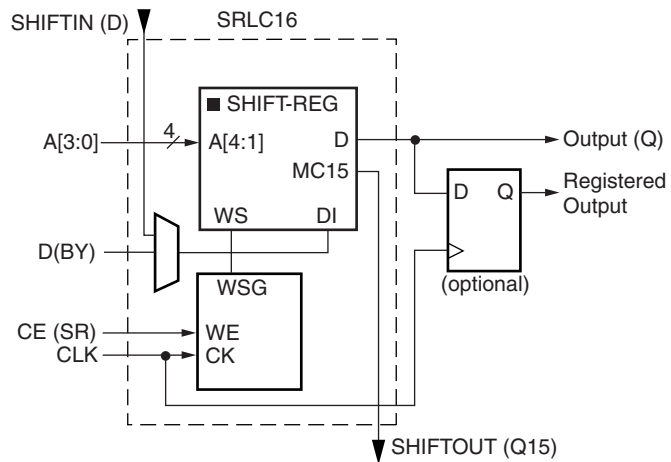 SHIFTIN (D)
SRLC16
SHIFT-REG
A[3:0]
4
A[4:1]
D
Output (Q)
MC15
D
Q
Registered
Output
WS
DI
D(BY)
WSG
(optional)
CE (SR)
WE
CLK
CK
SHIFTOUT (Q15)